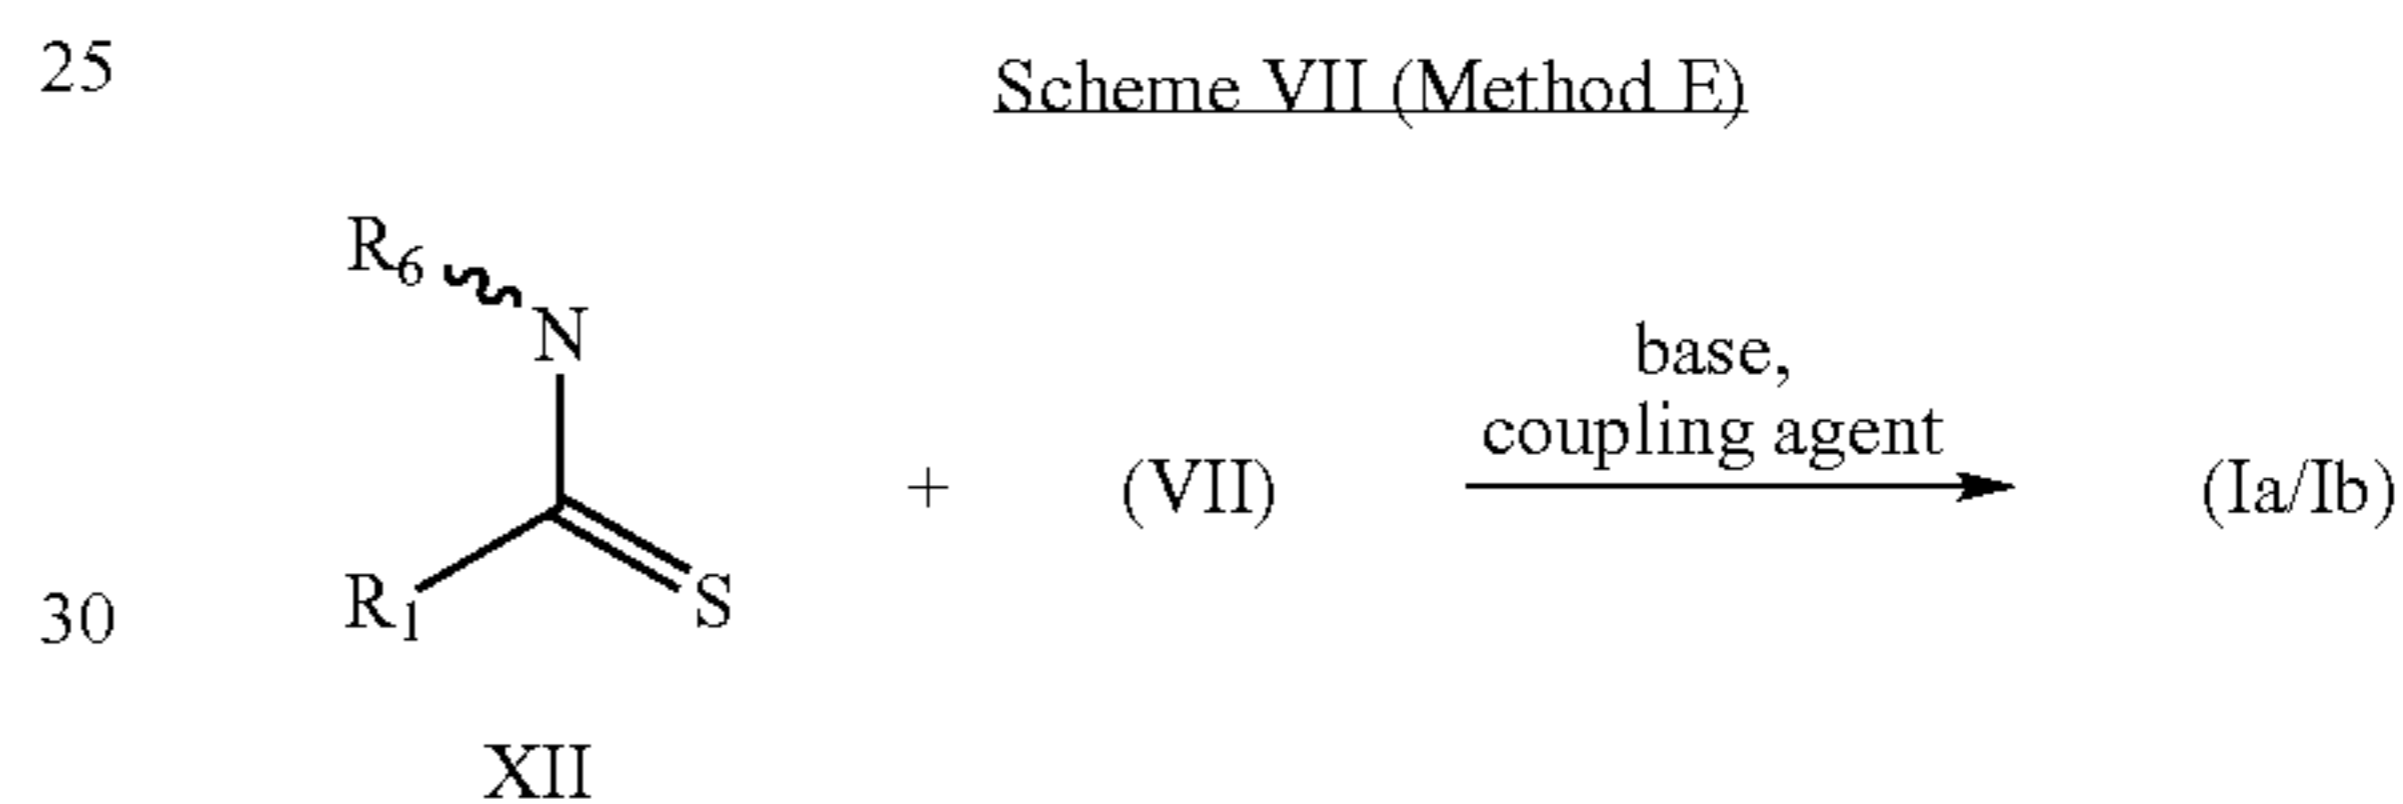 25
Scheme VII (Method E)
R6
N
base,
coupling agent
+ (VII) (Ia/Ib)
R1 S
30
XII